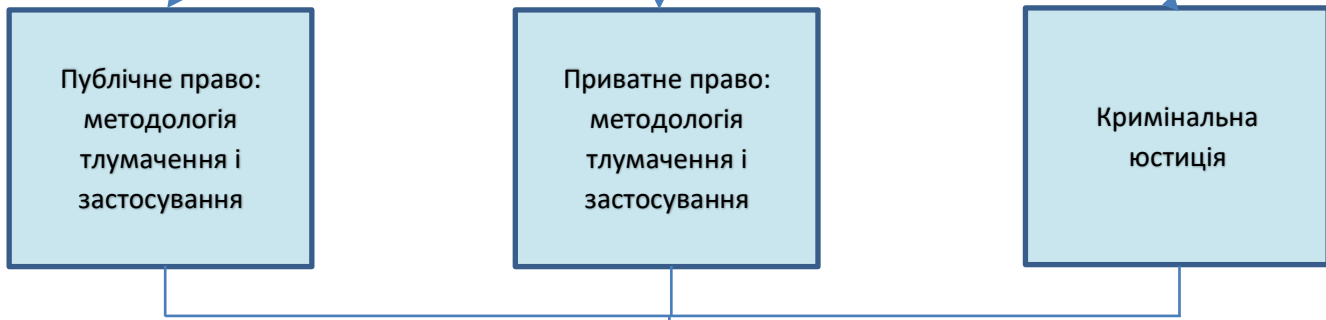 Публічне право:
методологія
тлумачення і
застосування
Приватне право:
методологія
тлумачення і
застосування
Кримінальна
юстиція